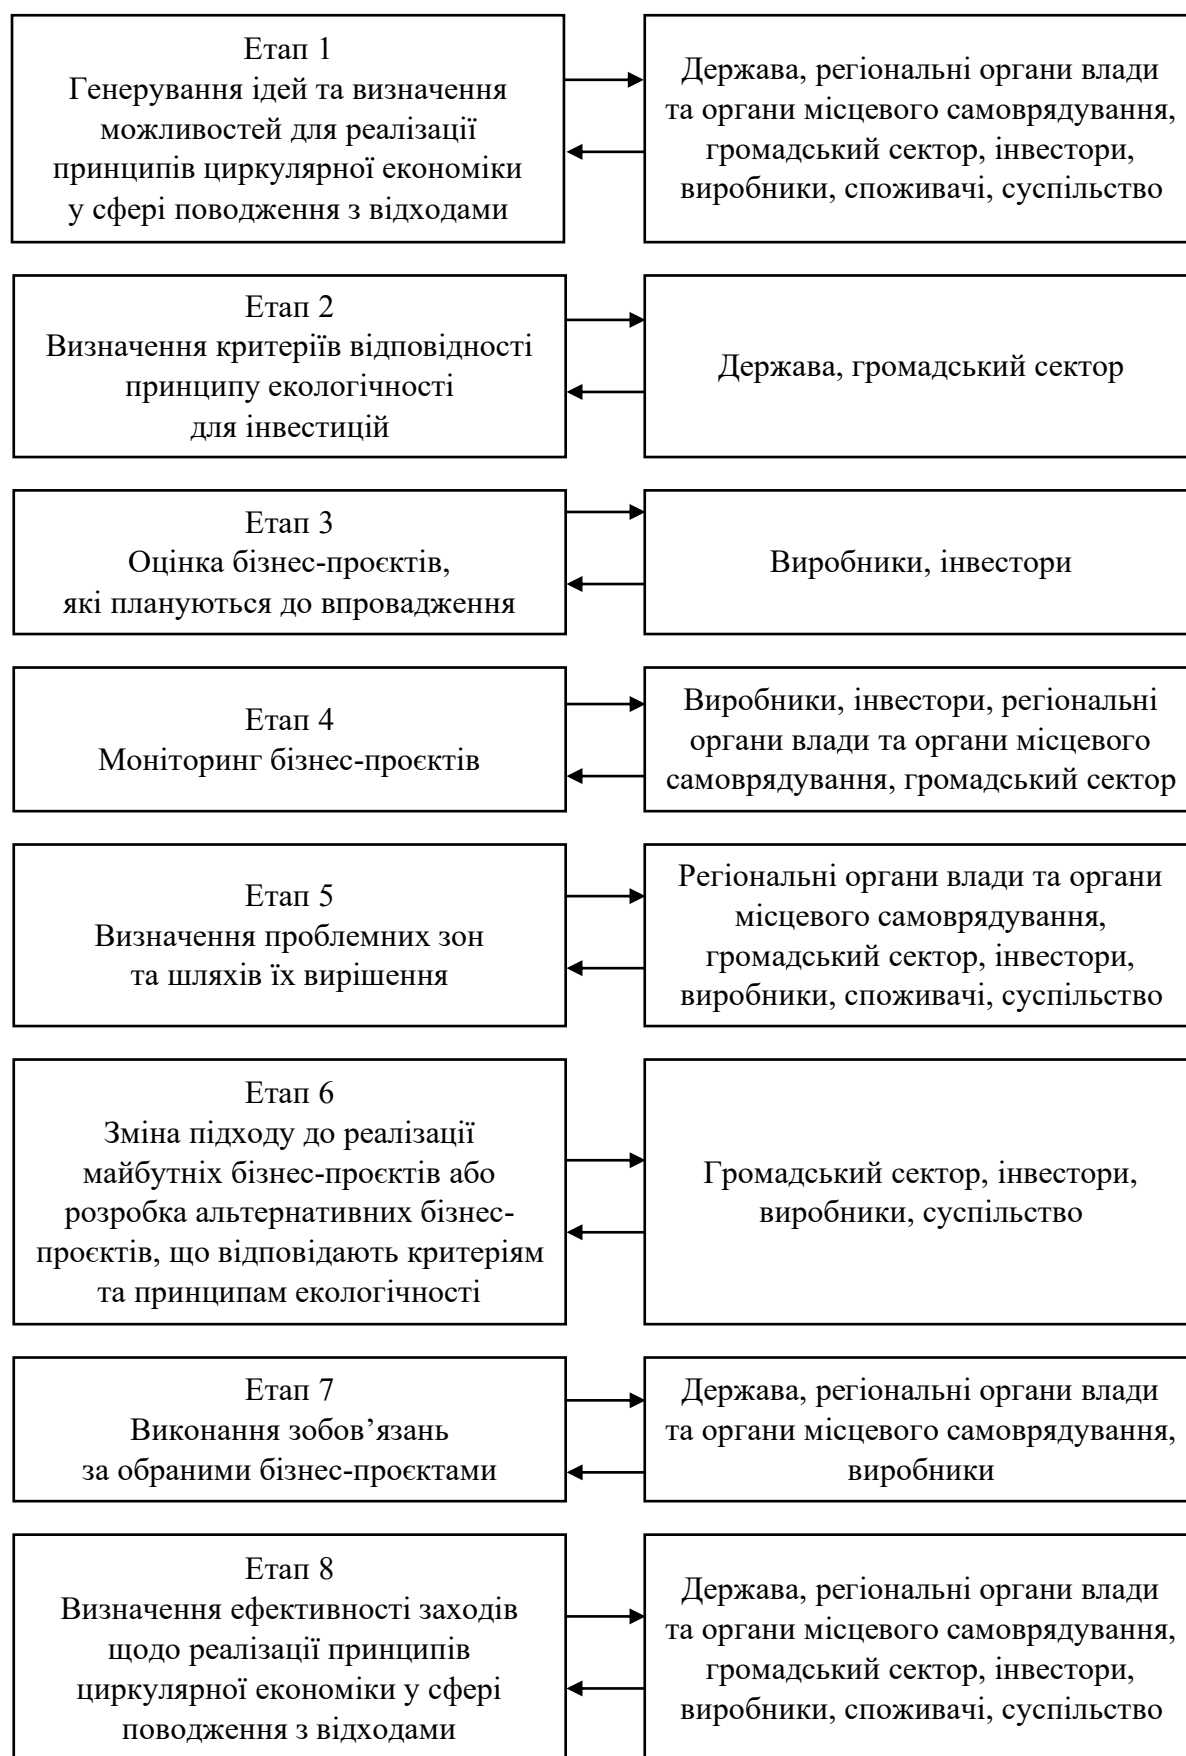 Етап 1
Генерування ідей та визначення
можливостей для реалізації
принципів циркулярної економіки
у сфері поводження з відходами
Держава, регіональні органи влади
та органи місцевого самоврядування,
громадський сектор, інвестори,
виробники, споживачі, суспільство
Етап 2
Визначення критеріїв відповідності
принципу екологічності
для інвестицій
Держава, громадський сектор
Етап 3
Оцінка бізнес-проєктів,
які плануються до впровадження
Виробники, інвестори
Етап 4
Моніторинг бізнес-проєктів
Виробники, інвестори, регіональні
органи влади та органи місцевого
самоврядування, громадський сектор
Етап 5
Визначення проблемних зон
та шляхів їх вирішення
Регіональні органи влади та органи
місцевого самоврядування,
громадський сектор, інвестори,
виробники, споживачі, суспільство
Етап 6
Зміна підходу до реалізації
майбутніх бізнес-проєктів або
розробка альтернативних бізнес-
проєктів, що відповідають критеріям
та принципам екологічності
Громадський сектор, інвестори,
виробники, суспільство
Етап 7
Виконання зобов’язань
за обраними бізнес-проєктами
Держава, регіональні органи влади
та органи місцевого самоврядування,
виробники
Етап 8
Визначення ефективності заходів
щодо реалізації принципів
циркулярної економіки у сфері
поводження з відходами
Держава, регіональні органи влади
та органи місцевого самоврядування,
громадський сектор, інвестори,
виробники, споживачі, суспільство